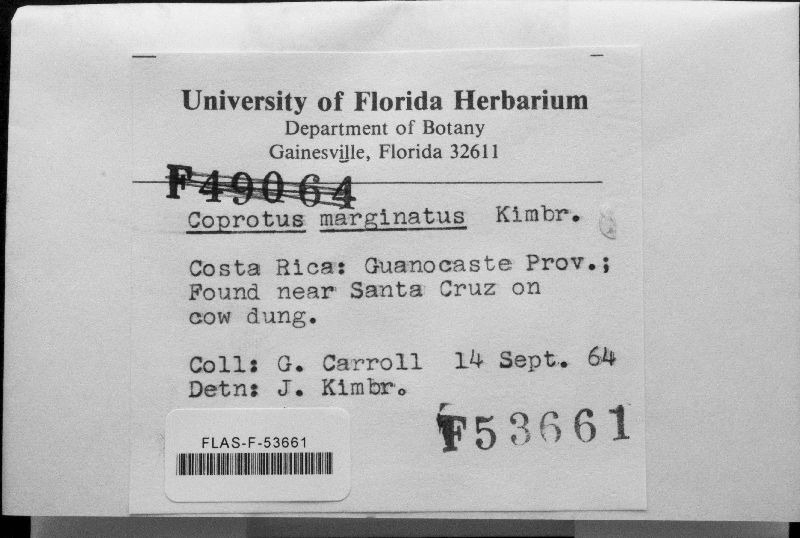 University of Florida Herbarium
Department of Botany
Gainesville, Florida 32611
F49064
Coprotus marginatus Kimbr.
Costa Rica: Guanocaste Prov.;
Found near Santa Cruz on
cow dung.
Coll: G. Carroll 14 Sept. 64
Detn: J. Kimbr.
F53661
FLAS-F-53661